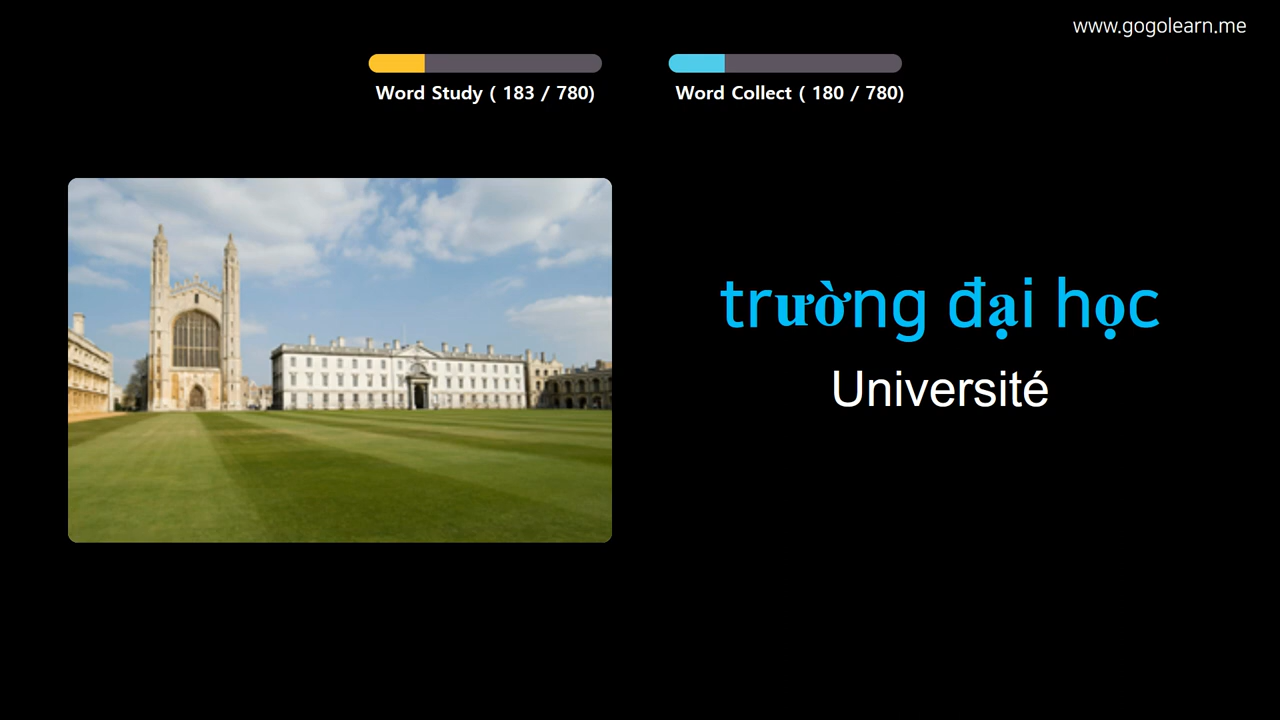 www.gogolearn.me
Word Study ( 183 / 780)
Word Collect ( 180 / 780)
trường đại học
Université